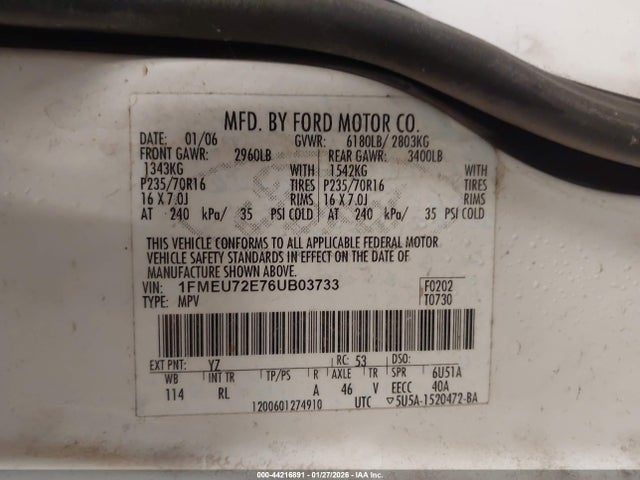 MFD. BY FORD MOTOR CO.
DATE: 01/06 GVWR: 6180LB/ 2803KG
FRONT GAWR: 2960LB REAR GAWR: 3400LB
1343KG WITH 1542KG WITH
P235/70R16 TIRES P235/70R16 TIRES
16 X 7.0J RIMS 16 X 7.0J RIMS
AT 240 kPa/ 35 PSI COLD AT 240 kPa/ 35 PSI COLD
THIS VEHICLE CONFORMS TO ALL APPLICABLE FEDERAL MOTOR
VEHICLE SAFETY STANDARDS IN EFFECT ON THE DATE OF
MANUFACTURE SHOWN ABOVE.
VIN: 1FMEU72E76UB03733 F0202
TYPE: MPV T0730
EXT PNT: YZ RC: 53 DSO:
WB INT TR TP/PS R AXLE TR SPR 6U51A
114 RL A 46 V EECC 40A
1200601274910 UTC ▽5U5A-1520472-BA
000-44216891 | 01/27/2026 - IAA Inc.